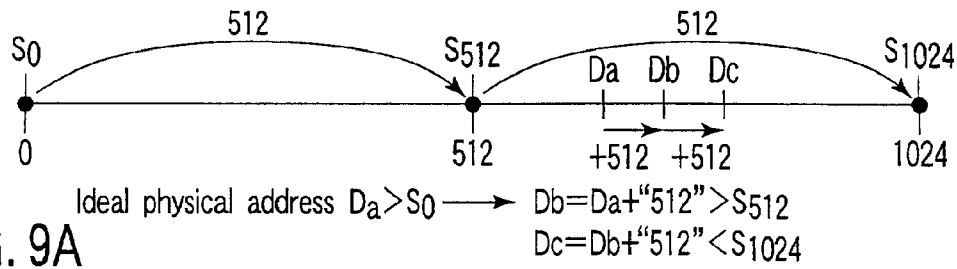 512 512
S0 S512 S1024
Da Db Dc
0 512 +512 +512 1024
Ideal physical address Da>S0 → Db=Da+“512”>S512
Dc=Db+“512”<S1024
. 9A